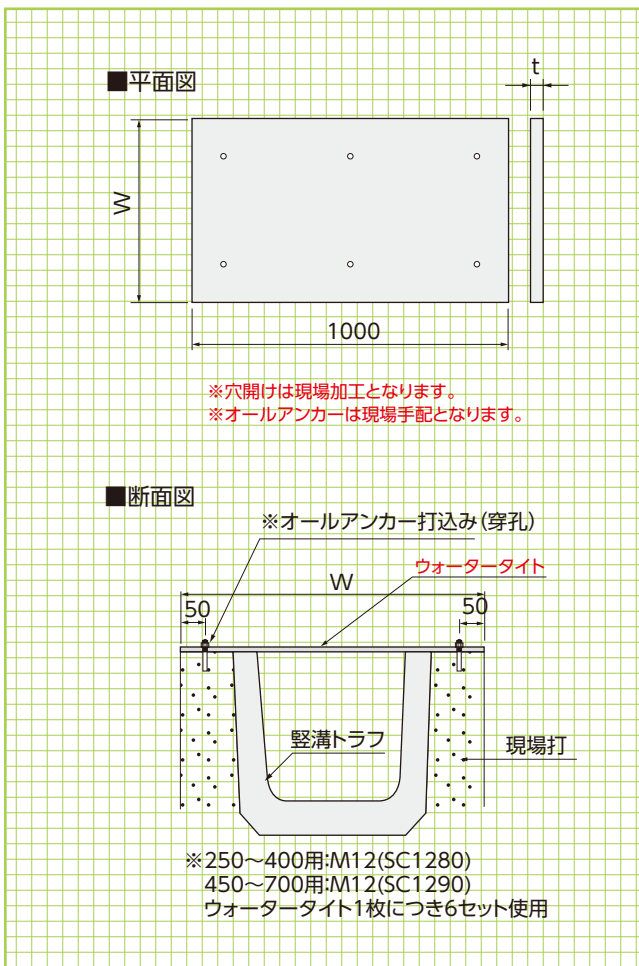 ■平面図
t
W
1000
※穴開けは現場加工となります。
※オールアンカーは現場手配となります。
■断面図
※オールアンカー打込み(穿孔)
ウォータータイト
W
50
50
竪溝トラフ
現場打
※250～400用:M12(SC1280)
450～700用:M12(SC1290)
ウォータータイト1枚につき6セット使用